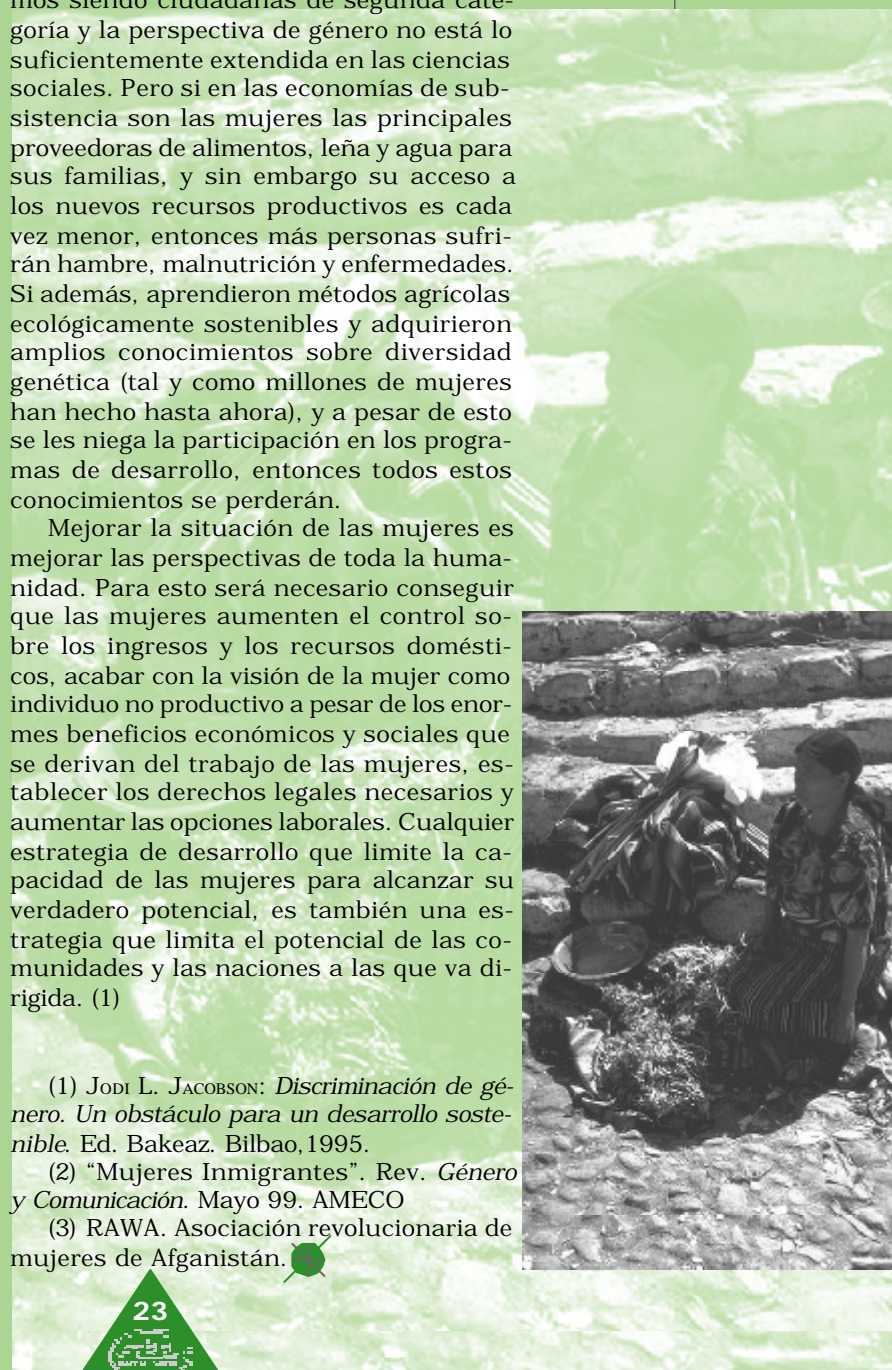 mos siendo ciudadanas de segunda cate-
goría y la perspectiva de género no está lo
suficientemente extendida en las ciencias
sociales. Pero si en las economías de sub-
sistencia son las mujeres las principales
proveedoras de alimentos, leña y agua para
sus familias, y sin embargo su acceso a
los nuevos recursos productivos es cada
vez menor, entonces más personas sufri-
rán hambre, malnutrición y enfermedades.
Si además, aprendieron métodos agrícolas
ecológicamente sostenibles y adquirieron
amplios conocimientos sobre diversidad
genética (tal y como millones de mujeres
han hecho hasta ahora), y a pesar de esto
se les niega la participación en los progra-
mas de desarrollo, entonces todos estos
conocimientos se perderán.
Mejorar la situación de las mujeres es
mejorar las perspectivas de toda la huma-
nidad. Para esto será necesario conseguir
que las mujeres aumenten el control so-
bre los ingresos y los recursos domésti-
cos, acabar con la visión de la mujer como
individuo no productivo a pesar de los enor-
mes beneficios económicos y sociales que
se derivan del trabajo de las mujeres, es-
tablecer los derechos legales necesarios y
aumentar las opciones laborales. Cualquier
estrategia de desarrollo que limite la ca-
pacidad de las mujeres para alcanzar su
verdadero potencial, es también una es-
trategia que limita el potencial de las co-
munidades y las naciones a las que va di-
rigida. (1)
(1) JODI L. JACOBSON: Discriminación de gé-
nero. Un obstáculo para un desarrollo soste-
nible. Ed. Bakeaz. Bilbao,1995.
(2) “Mujeres Inmigrantes”. Rev. Género
y Comunicación. Mayo 99. AMECO
(3) RAWA. Asociación revolucionaria de
mujeres de Afganistán.
23